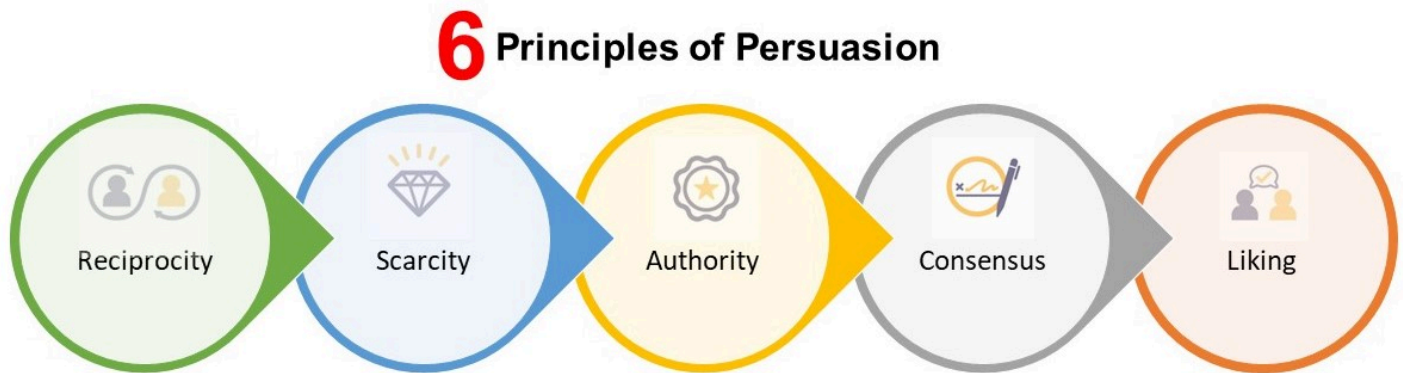 6 Principles of Persuasion
Reciprocity
Scarcity
Authority
Consensus
Liking